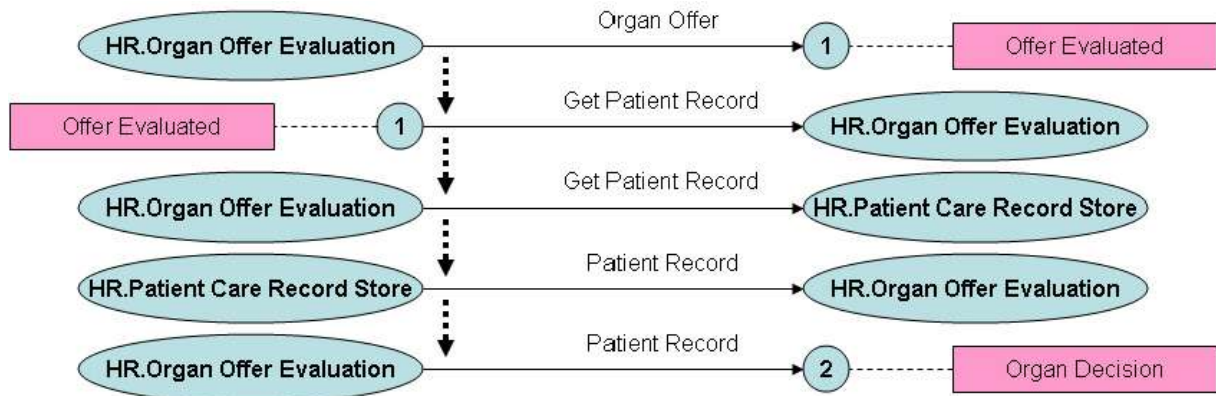 Organ Offer
HR.Organ Offer Evaluation
1
Offer Evaluated
Get Patient Record
Offer Evaluated
1
HR.Organ Offer Evaluation
Get Patient Record
HR.Organ Offer Evaluation
HR.Patient Care Record Store
Patient Record
HR.Patient Care Record Store
HR.Organ Offer Evaluation
Patient Record
HR.Organ Offer Evaluation
2
Organ Decision